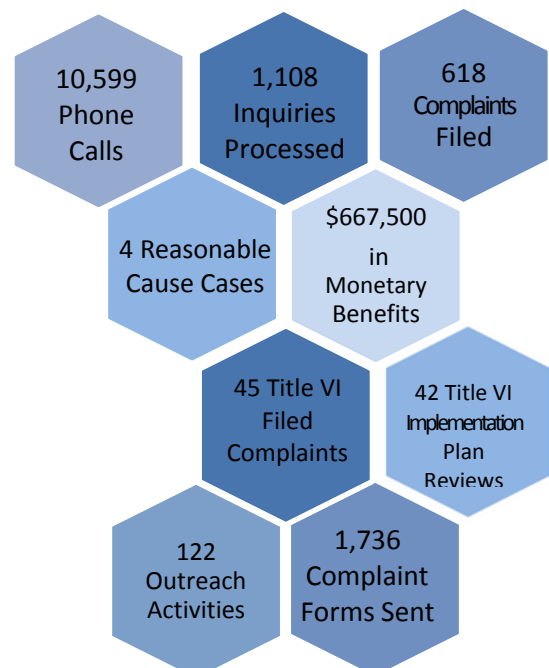 10,599
Phone
Calls
1,108
Inquiries
Processed
618
Complaints
Filed
4 Reasonable
Cause Cases
$667,500
in
Monetary
Benefits
45 Title VI
Filed
Complaints
42 Title VI
Implementation
Plan
Reviews
122
Outreach
Activities
1,736
Complaint
Forms Sent